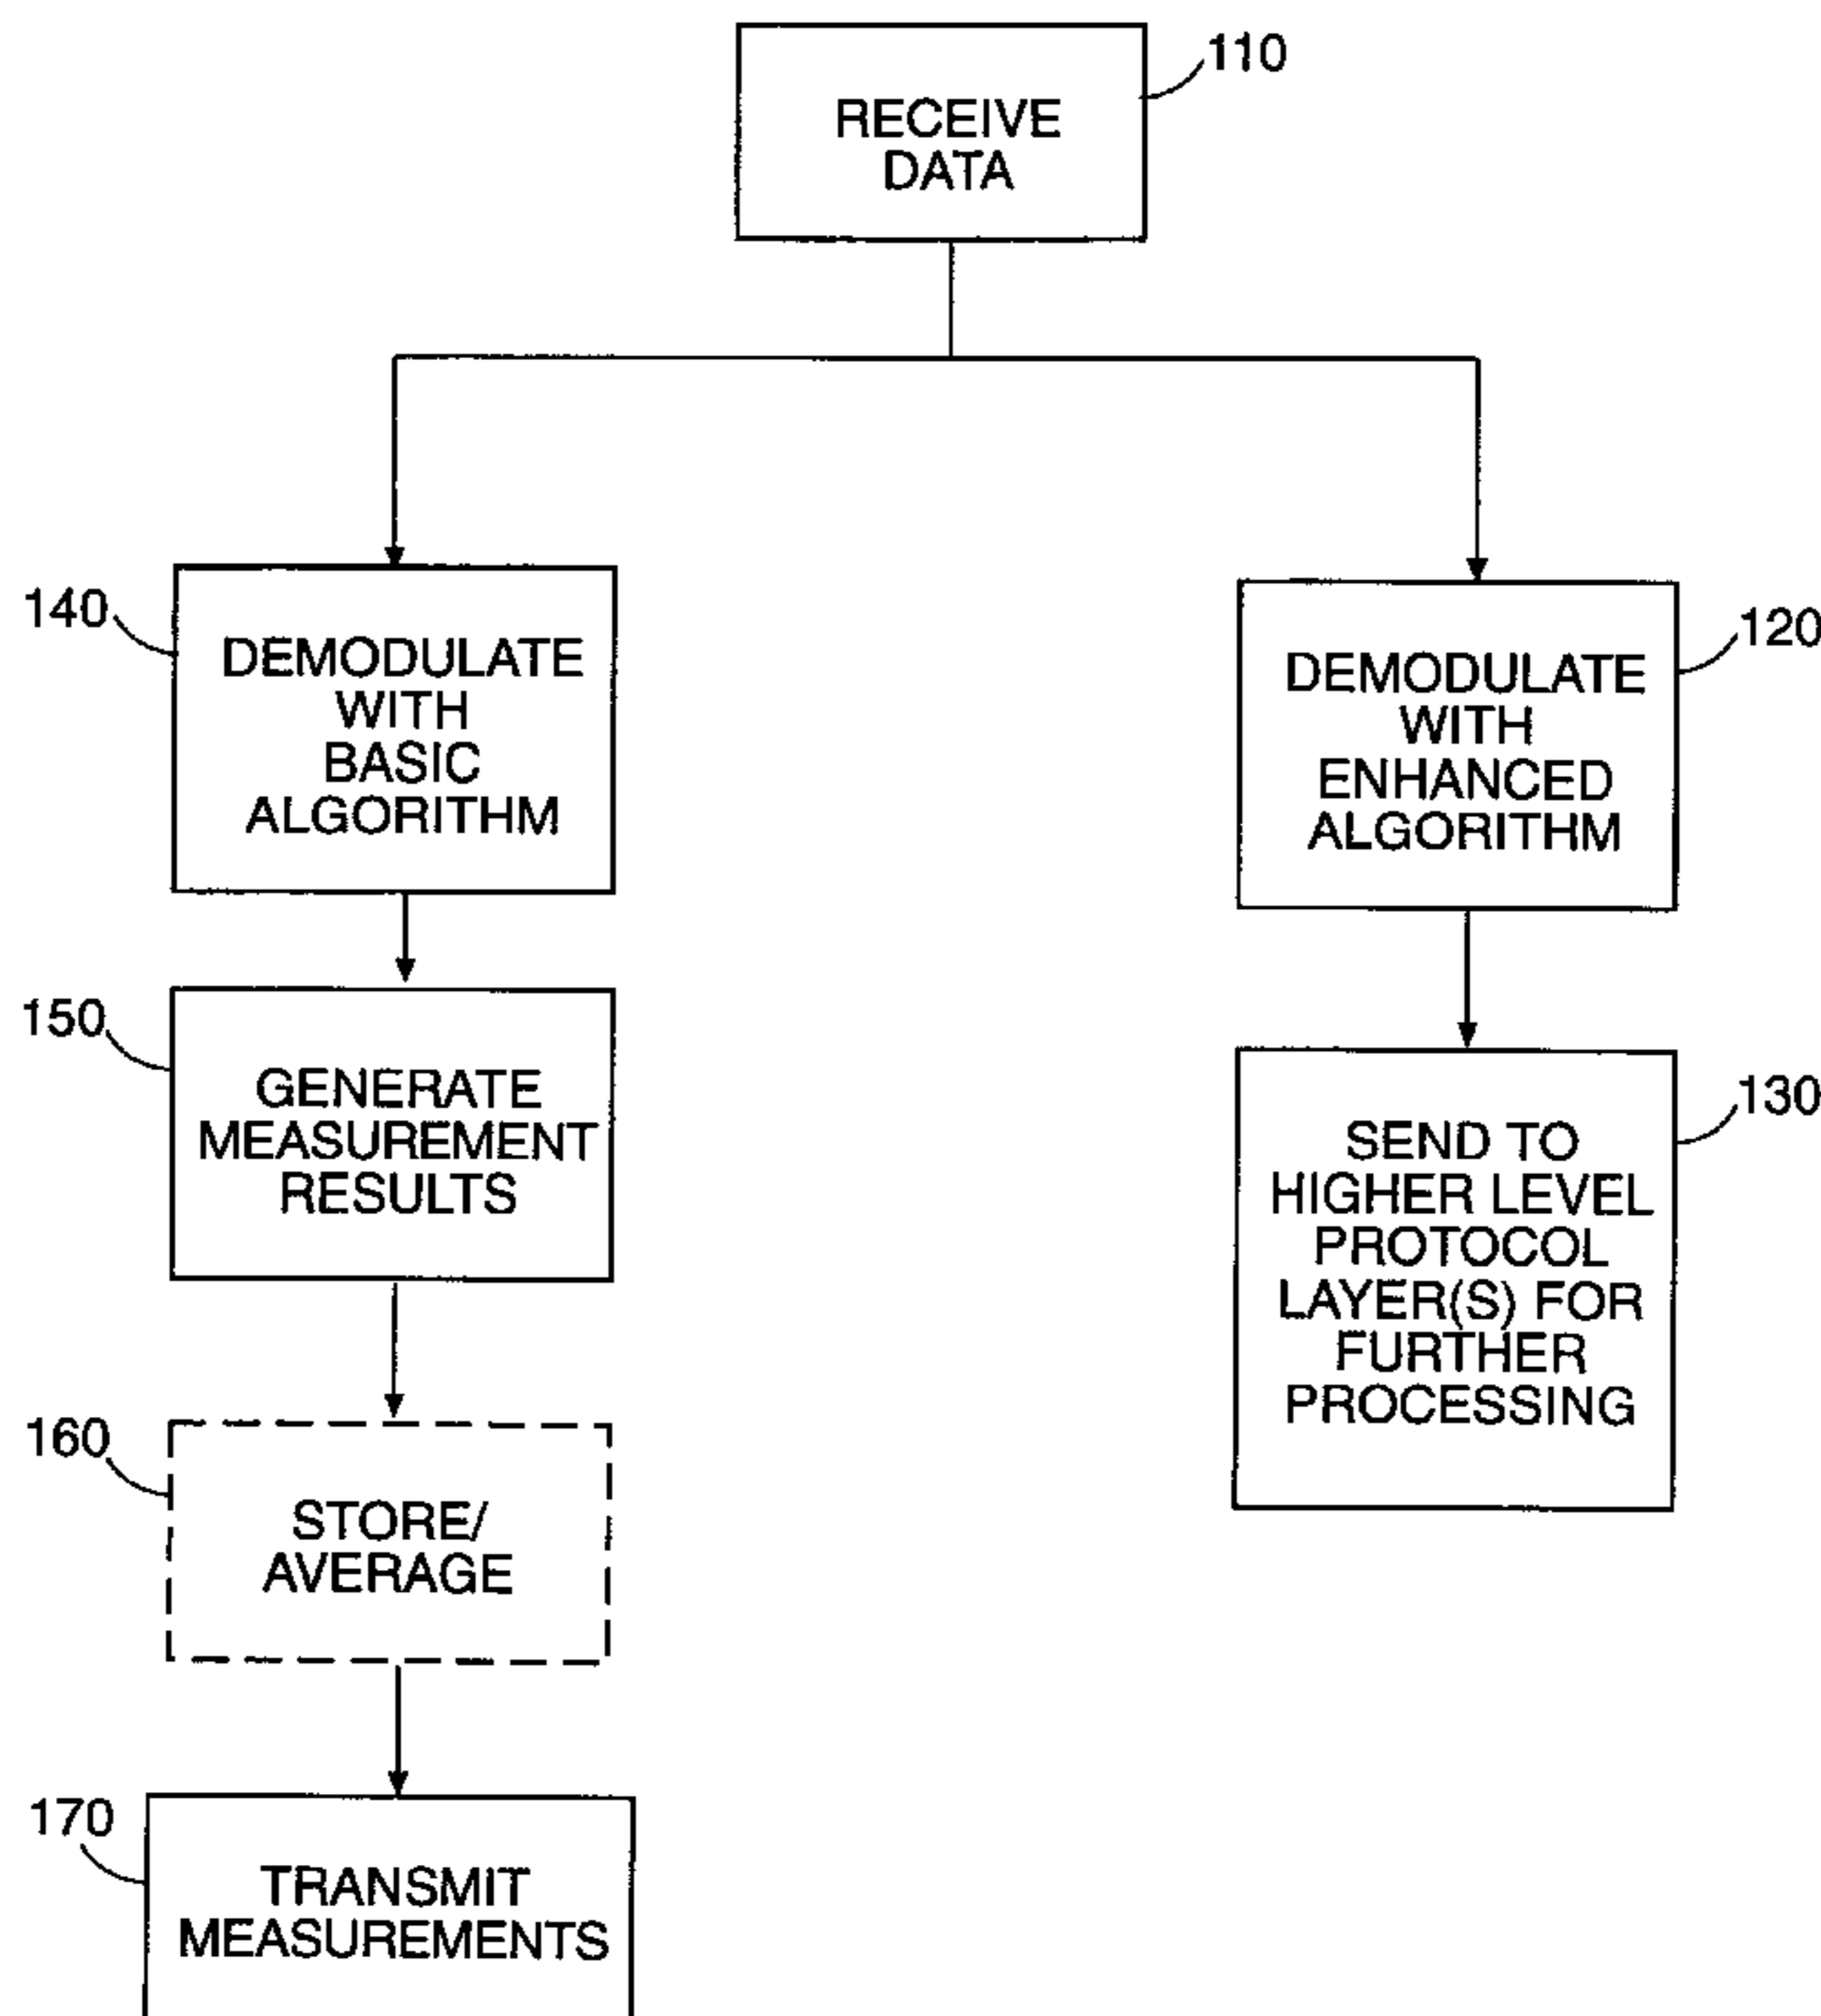 110
RECEIVE
DATA
140
DEMODULATE
WITH
BASIC
ALGORITHM
120
DEMODULATE
WITH
ENHANCED
ALGORITHM
150
GENERATE
MEASUREMENT
RESULTS
130
SEND TO
HIGHER LEVEL
PROTOCOL
LAYER(S) FOR
FURTHER
PROCESSING
160
STORE/
AVERAGE
170
TRANSMIT
MEASUREMENTS